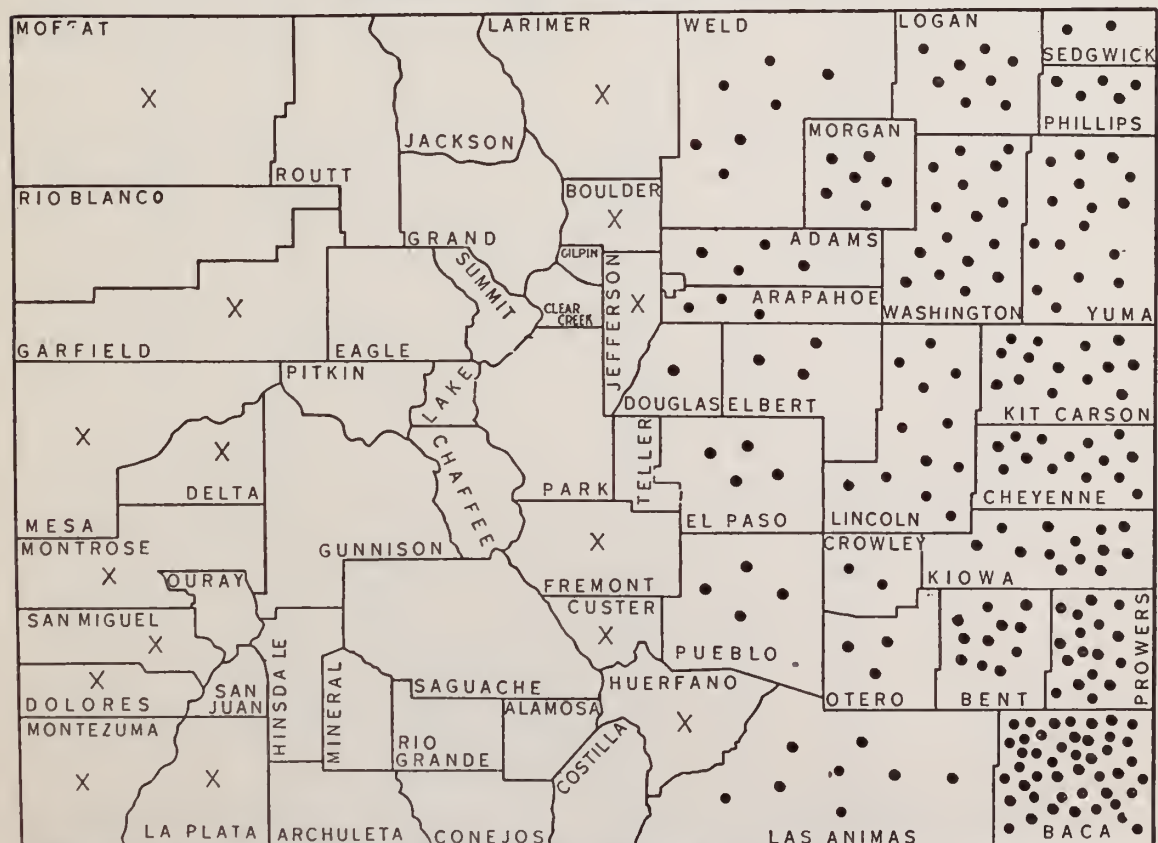 MOFFAT
LARIMER
WELD
LOGAN
SEDGWICK
X
X
JACKSON
MORGAN
PHILLIPS
ROUTT
RIO BLANCO
BOULDER
X
GRAND
ADAMS
GILPIN
SUMMIT
JEFFERSON
X
ARAPAHOE
CLEAR
CREEK
WASHINGTON
YUMA
X
GARFIELD
EAGLE
PITKIN
LAKE
DOUGLAS
ELBERT
KIT CARSON
X
X
CHAFFEE
TELLER
DELTA
PARK
CHEYENNE
MESA
EL PASO
LINCOLN
MONTROSE
GUNNISON
X
CROWLEY
X
OURAY
FREMONT
KIOWA
CUSTER
SAN MIGUEL
X
X
PUEBLO
PROWERS
HINSDALE
MINERAL
X
SAN
JUAN
DOLORES
SAGUACHE
HUERFANO
OTERO
BENT
ALAMOSA
MONTEZUMA
X
COSTILLA
RIO
GRANDE
X
X
LA PLATA
ARCHULETA
CONEJOS
LAS ANIMAS
BACA